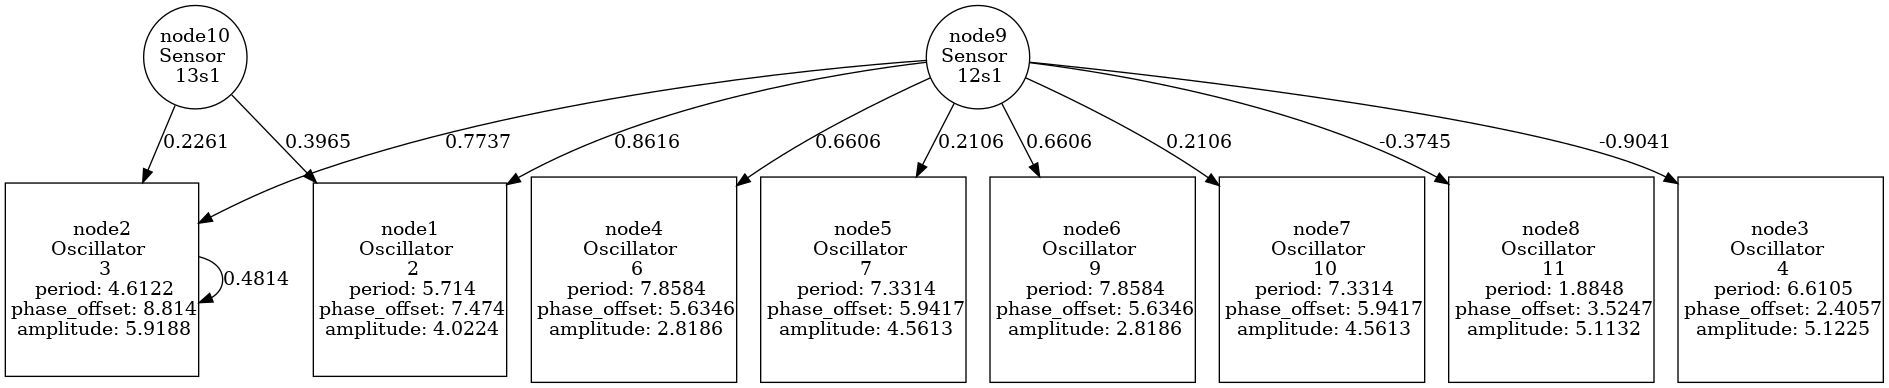 node10
Sensor
13s1
node9
Sensor
12s1
0.2261
0.3965
0.7737
0.8616
0.6606
0.2106
0.6606
0.2106
-0.3745
-0.9041
node2
Oscillator
3
period: 4.6122
phase_offset: 8.814
amplitude: 5.9188
0.4814
node1
Oscillator
2
period: 5.714
phase_offset: 7.474
amplitude: 4.0224
node4
Oscillator
6
period: 7.8584
phase_offset: 5.6346
amplitude: 2.8186
node5
Oscillator
7
period: 7.3314
phase_offset: 5.9417
amplitude: 4.5613
node6
Oscillator
9
period: 7.8584
phase_offset: 5.6346
amplitude: 2.8186
node7
Oscillator
10
period: 7.3314
phase_offset: 5.9417
amplitude: 4.5613
node8
Oscillator
11
period: 1.8848
phase_offset: 3.5247
amplitude: 5.1132
node3
Oscillator
4
period: 6.6105
phase_offset: 2.4057
amplitude: 5.1225